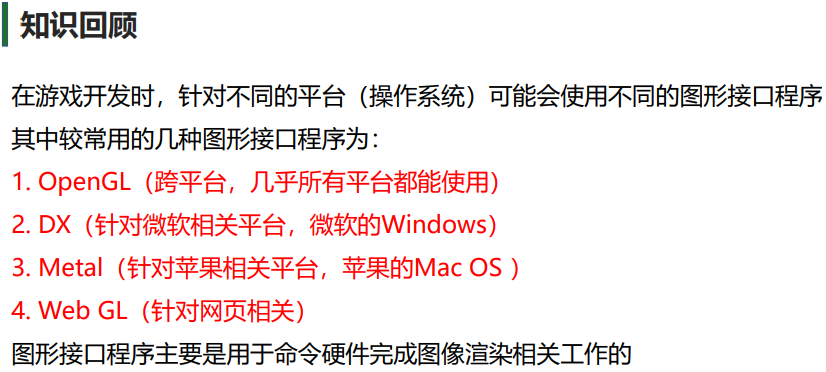 知识回顾
在游戏开发时，针对不同的平台（操作系统）可能会使用不同的图形接口程序
其中较常用的几种图形接口程序为：
1. OpenGL（跨平台，几乎所有平台都能使用）
2. DX（针对微软相关平台，微软的Windows）
3. Metal（针对苹果相关平台，苹果的Mac OS ）
4. Web GL（针对网页相关）
图形接口程序主要是用于命令硬件完成图像渲染相关工作的